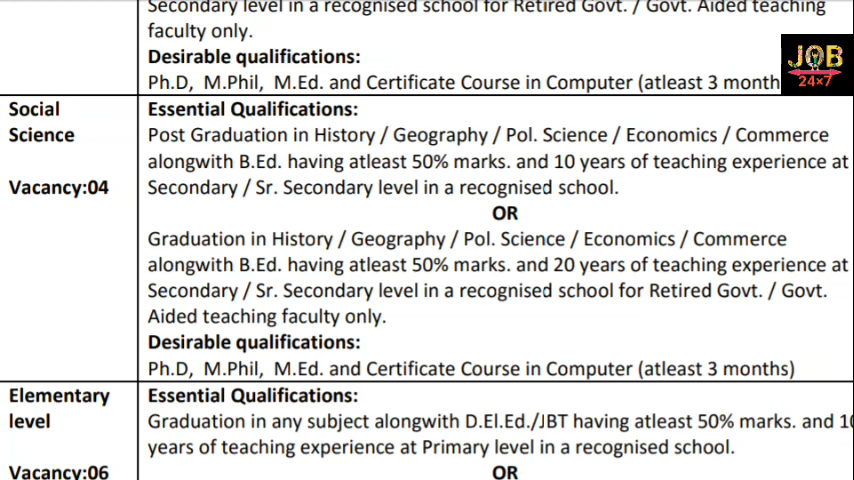 Secondary level in a recognised school for Retired Govt. / Govt. Aided teaching
faculty only.
Desirable qualifications:
Ph.D, M.Phil, M.Ed. and Certificate Course in Computer (atleast 3 month
JOB
24×7
Social
Science
Vacancy:04
Essential Qualifications:
Post Graduation in History / Geography / Pol. Science / Economics / Commerce
alongwith B.Ed. having atleast 50% marks. and 10 years of teaching experience at
Secondary / Sr. Secondary level in a recognised school.
OR
Graduation in History / Geography / Pol. Science / Economics / Commerce
alongwith B.Ed. having atleast 50% marks. and 20 years of teaching experience at
Secondary / Sr. Secondary level in a recognised school for Retired Govt. / Govt.
Aided teaching faculty only.
Desirable qualifications:
Ph.D, M.Phil, M.Ed. and Certificate Course in Computer (atleast 3 months)
Elementary
level
Vacancy:06
Essential Qualifications:
Graduation in any subject alongwith D.El.Ed./JBT having atleast 50% marks. and 10
years of teaching experience at Primary level in a recognised school.
OR